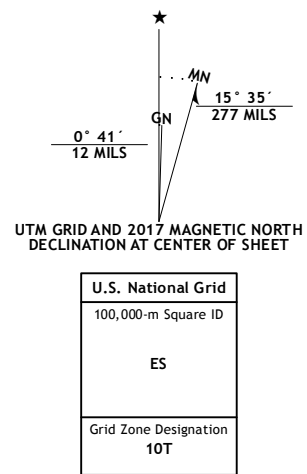 ★
MN
GN
15° 35´
277 MILS
0° 41´
12 MILS
UTM GRID AND 2017 MAGNETIC NORTH
DECLINATION AT CENTER OF SHEET
U.S. National Grid
100,000-m Square ID
ES
Grid Zone Designation
10T